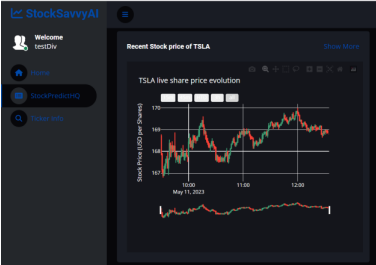 StockSavvyAI
Welcome
testDiv
Home
StockPredictHQ
Ticker Info
Recent Stock price of TSLA
Show More
TSLA live share price evolution
Stock Price (USD per Shares)
170
169
168
167
10:00
11:00
12:00
May 11, 2023